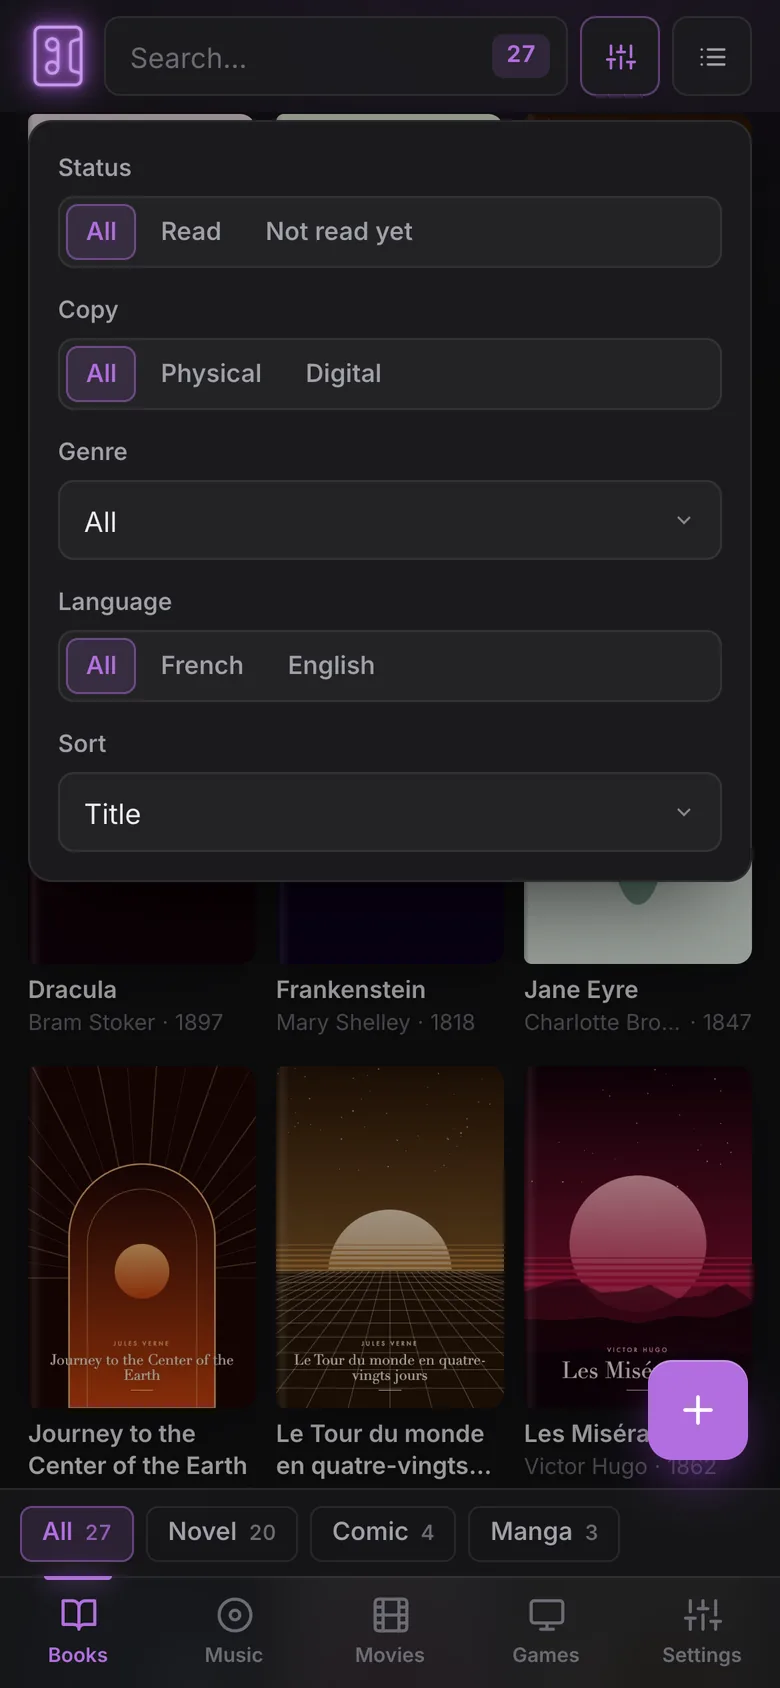 Search...
27
Status
All
Read
Not read yet
Copy
All
Physical
Digital
Genre
All
Language
All
French
English
Sort
Title
Dracula
Bram Stoker · 1897
Frankenstein
Mary Shelley · 1818
Jane Eyre
Charlotte Bro... · 1847
JULES VERNE
Journey to the Center of the
Earth
JULES VERNE
Le Tour du monde en quatre-
vingts jours
VICTOR HUGO
Les Misé
Journey to the
Center of the Earth
Le Tour du monde
en quatre-vingts...
Les Miséra
Victor Hugo · 1862
All 27
Novel 20
Comic 4
Manga 3
Books
Music
Movies
Games
Settings